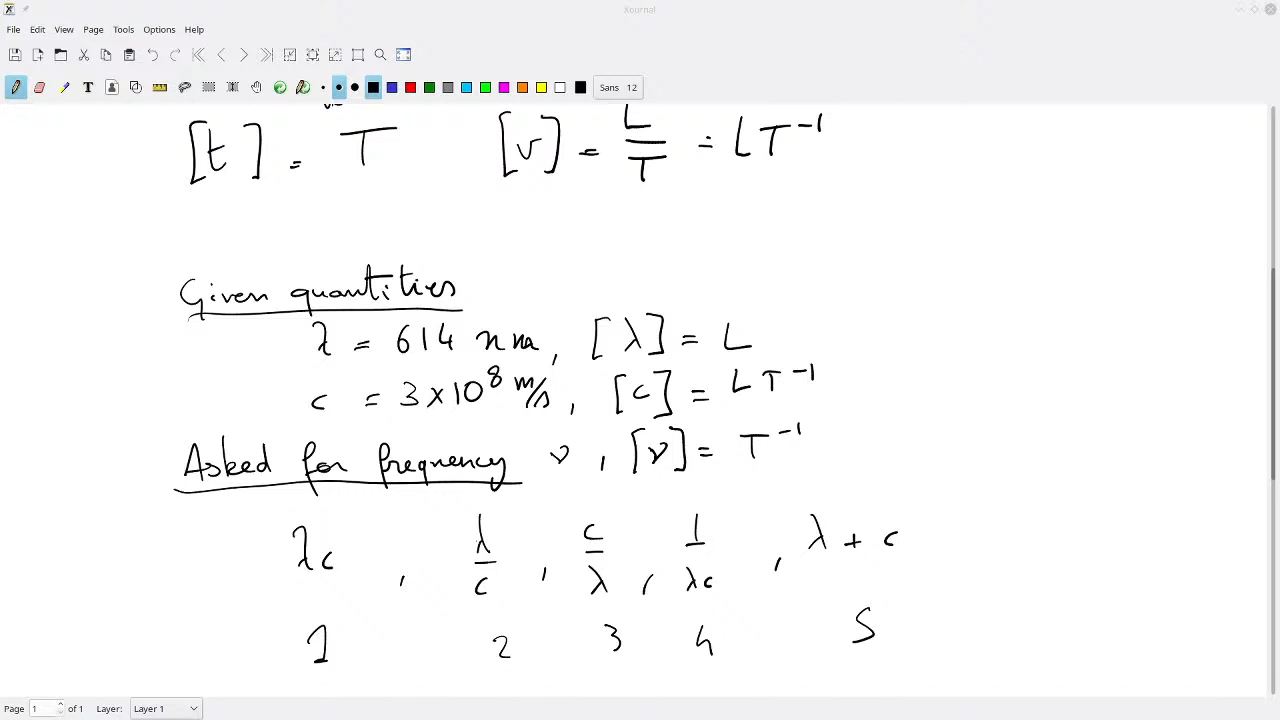 Xournal
File Edit View Page Tools Options Help
Sans 12
[t] = T [v] = L/T = LT⁻¹
Given quantities
λ = 614 nm, [λ] = L
c = 3×10⁸ m/s, [c] = LT⁻¹
Asked for frequency ν, [ν] = T⁻¹
λc, λ/c, c/λ, 1/λc, λ + c
1 2 3 4 5
Page 1 of 1 Layer: Layer 1